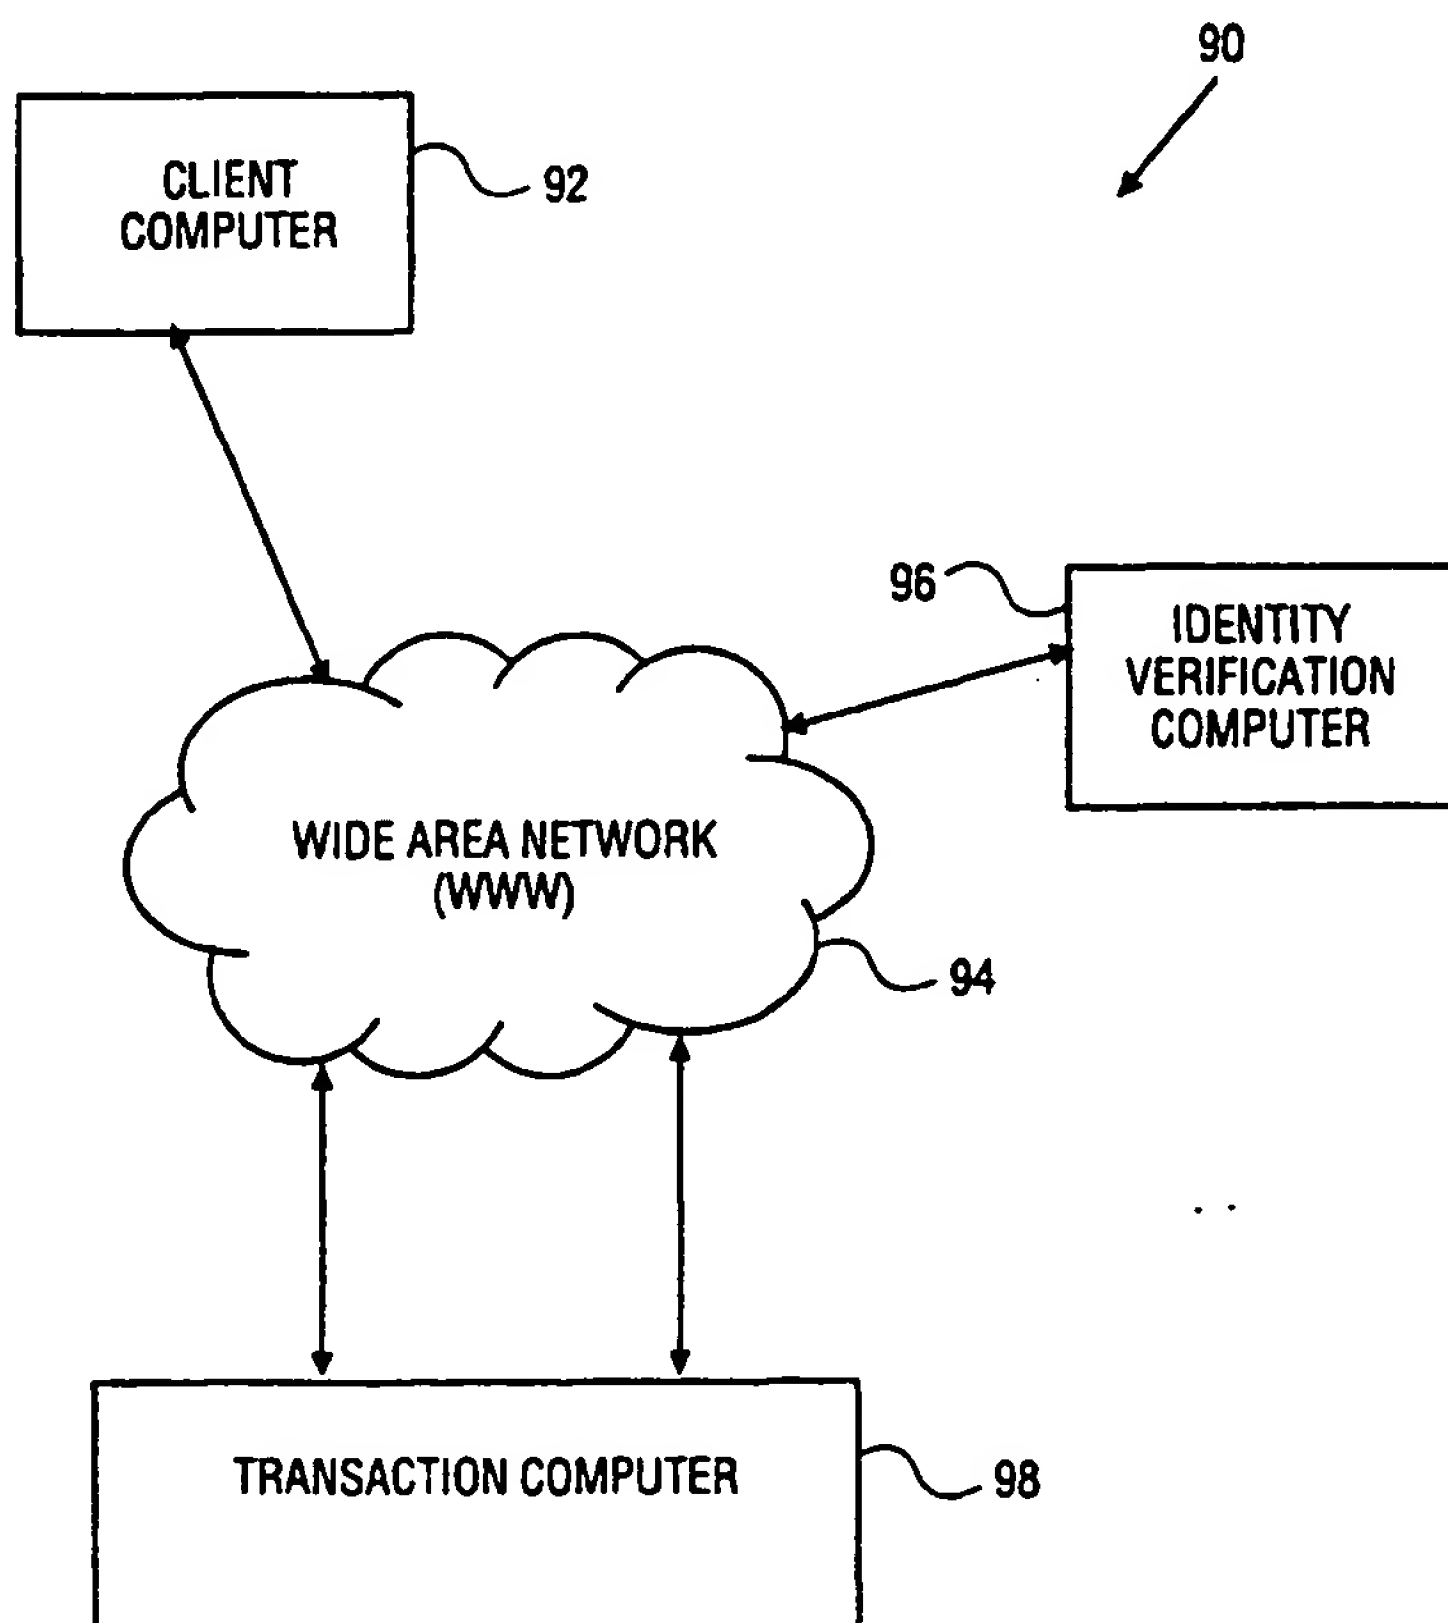 90
CLIENT
COMPUTER
92
96
IDENTITY
VERIFICATION
COMPUTER
WIDE AREA NETWORK
(WWW)
94
TRANSACTION COMPUTER
98